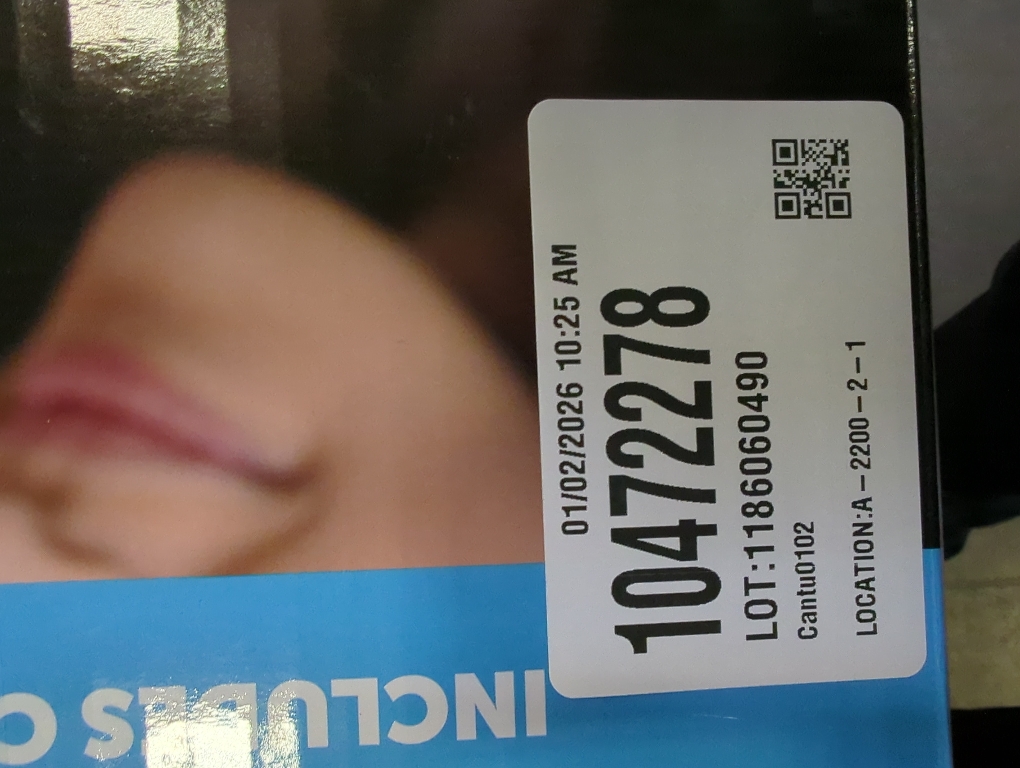 01/02/2026 10:25 AM
10472278
LOT:1186060490
Cantu0102
LOCATION:A-2200-2-1
INCLUDES